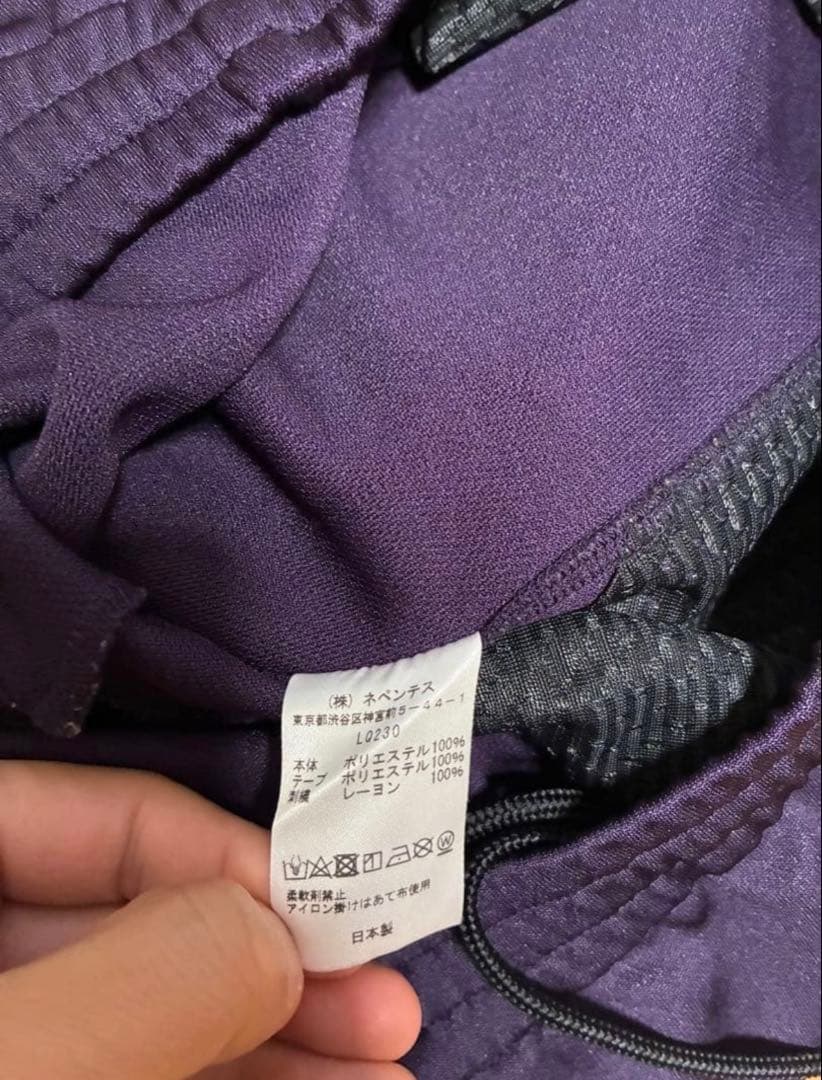 (株) ネペンテス
東京都渋谷区神宮前5-44-1
LQ230
本体 ポリエステル100%
テープ ポリエステル100%
刺繍 レーヨン 100%
W
柔軟剤禁止
アイロン掛けはあて布使用
日本製